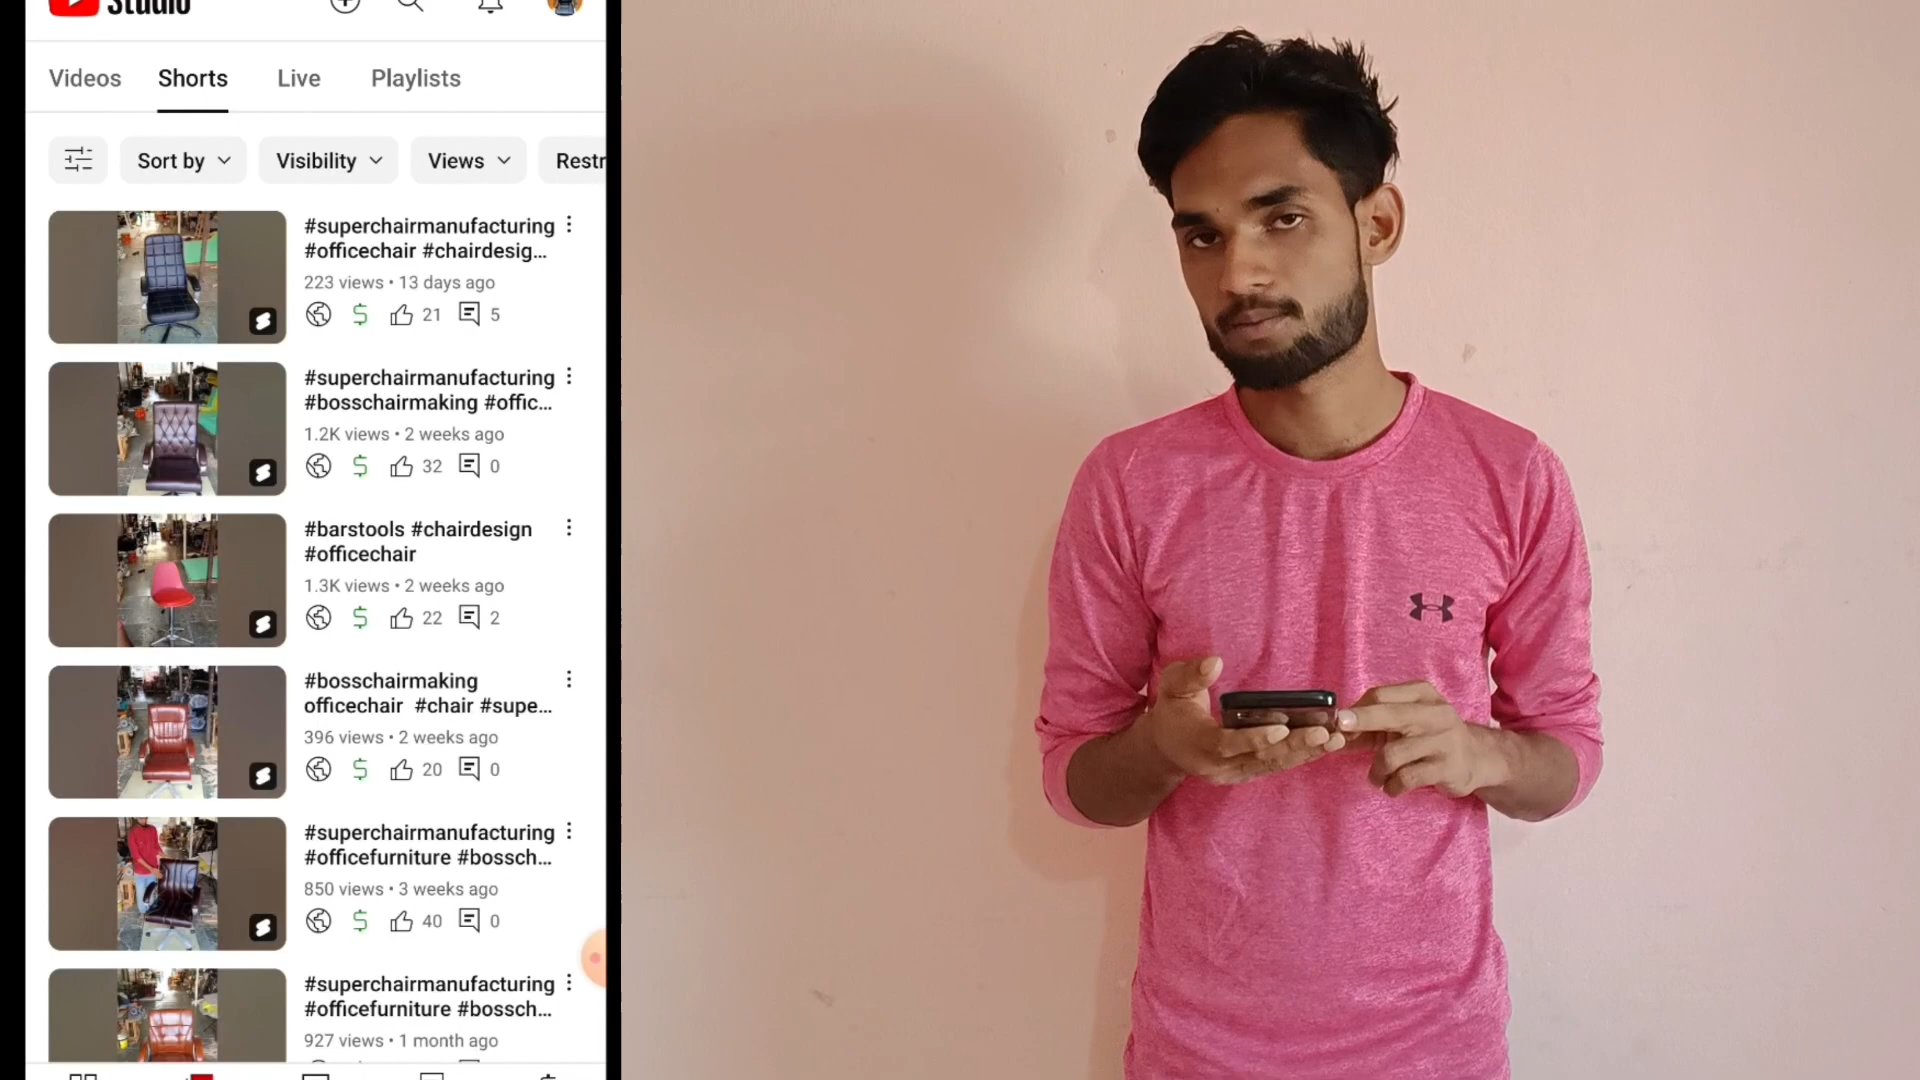 Studio
Videos Shorts Live Playlists
Sort by Visibility Views Restr
#superchairmanufacturing
#officechair #chairdesig...
223 views • 13 days ago
21 5
#superchairmanufacturing
#bosschairmaking #offic...
1.2K views • 2 weeks ago
32 0
#barstools #chairdesign
#officechair
1.3K views • 2 weeks ago
22 2
#bosschairmaking
officechair #chair #supe...
396 views • 2 weeks ago
20 0
#superchairmanufacturing
#officefurniture #bossch...
850 views • 3 weeks ago
40 0
#superchairmanufacturing
#officefurniture #bossch...
927 views • 1 month ago